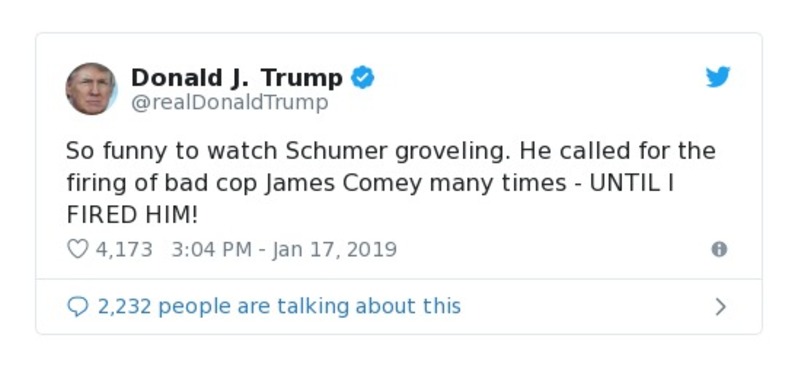 Donald J. Trump
@realDonaldTrump
So funny to watch Schumer groveling. He called for the
firing of bad cop James Comey many times - UNTIL I
FIRED HIM!
4,173 3:04 PM - Jan 17, 2019
2,232 people are talking about this